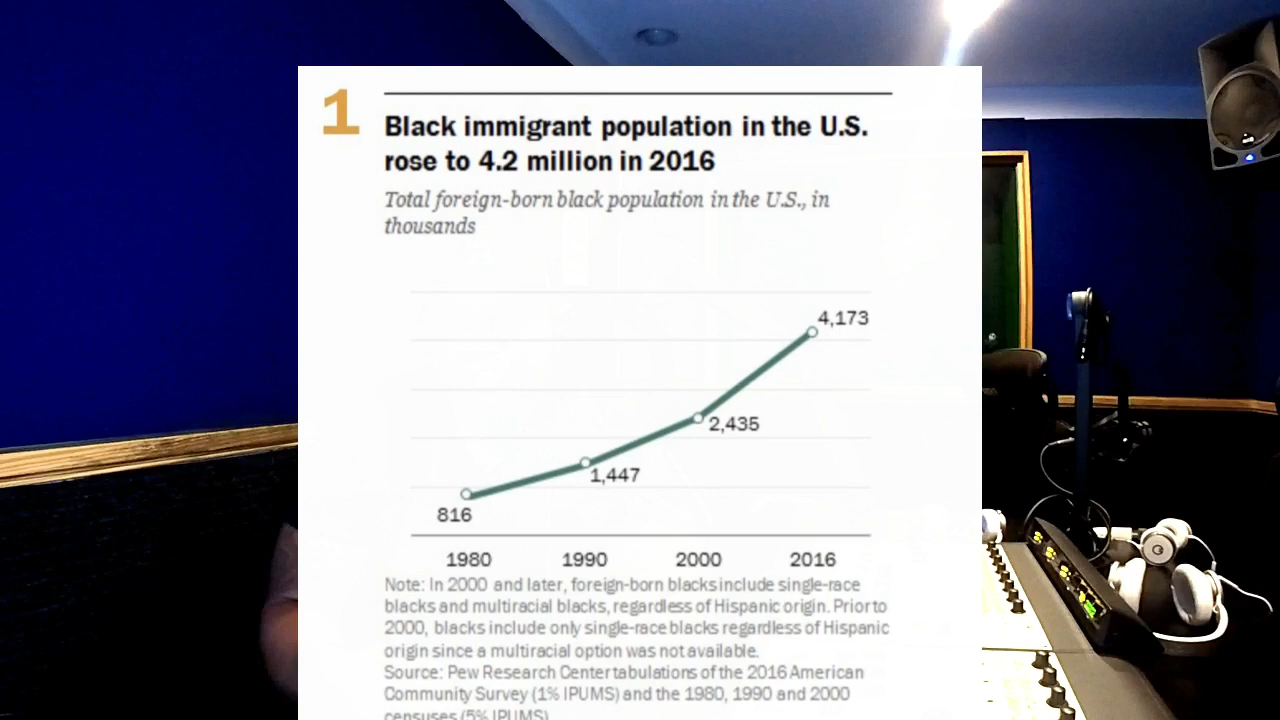 1
Black immigrant population in the U.S.
rose to 4.2 million in 2016
Total foreign-born black population in the U.S., in
thousands
4,173
2,435
1,447
816
1980 1990 2000 2016
Note: In 2000 and later, foreign-born blacks include single-race
blacks and multiracial blacks, regardless of Hispanic origin. Prior to
2000, blacks include only single-race blacks regardless of Hispanic
origin since a multiracial option was not available.
Source: Pew Research Center tabulations of the 2016 American
Community Survey (1% IPUMS) and the 1980, 1990 and 2000
censuses (5% IPUMS)